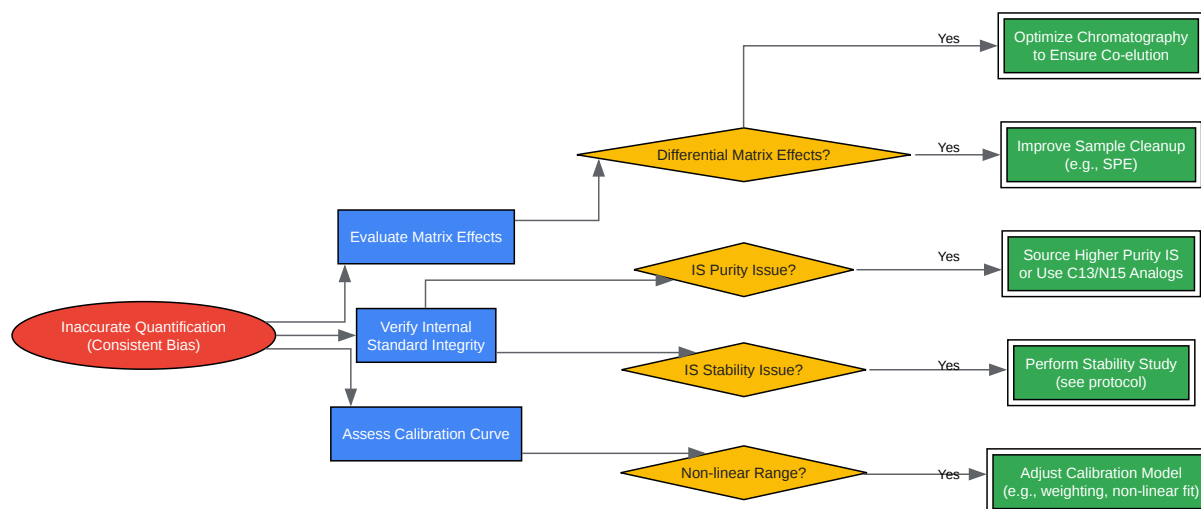 Inaccurate Quantification
(Consistent Bias)
Evaluate Matrix Effects
Verify Internal
Standard Integrity
Assess Calibration Curve
Differential Matrix Effects?
IS Purity Issue?
IS Stability Issue?
Non-linear Range?
Yes
Optimize Chromatography
to Ensure Co-elution
Yes
Improve Sample Cleanup
(e.g., SPE)
Yes
Source Higher Purity IS
or Use C13/N15 Analogs
Yes
Perform Stability Study
(see protocol)
Yes
Adjust Calibration Model
(e.g., weighting, non-linear fit)